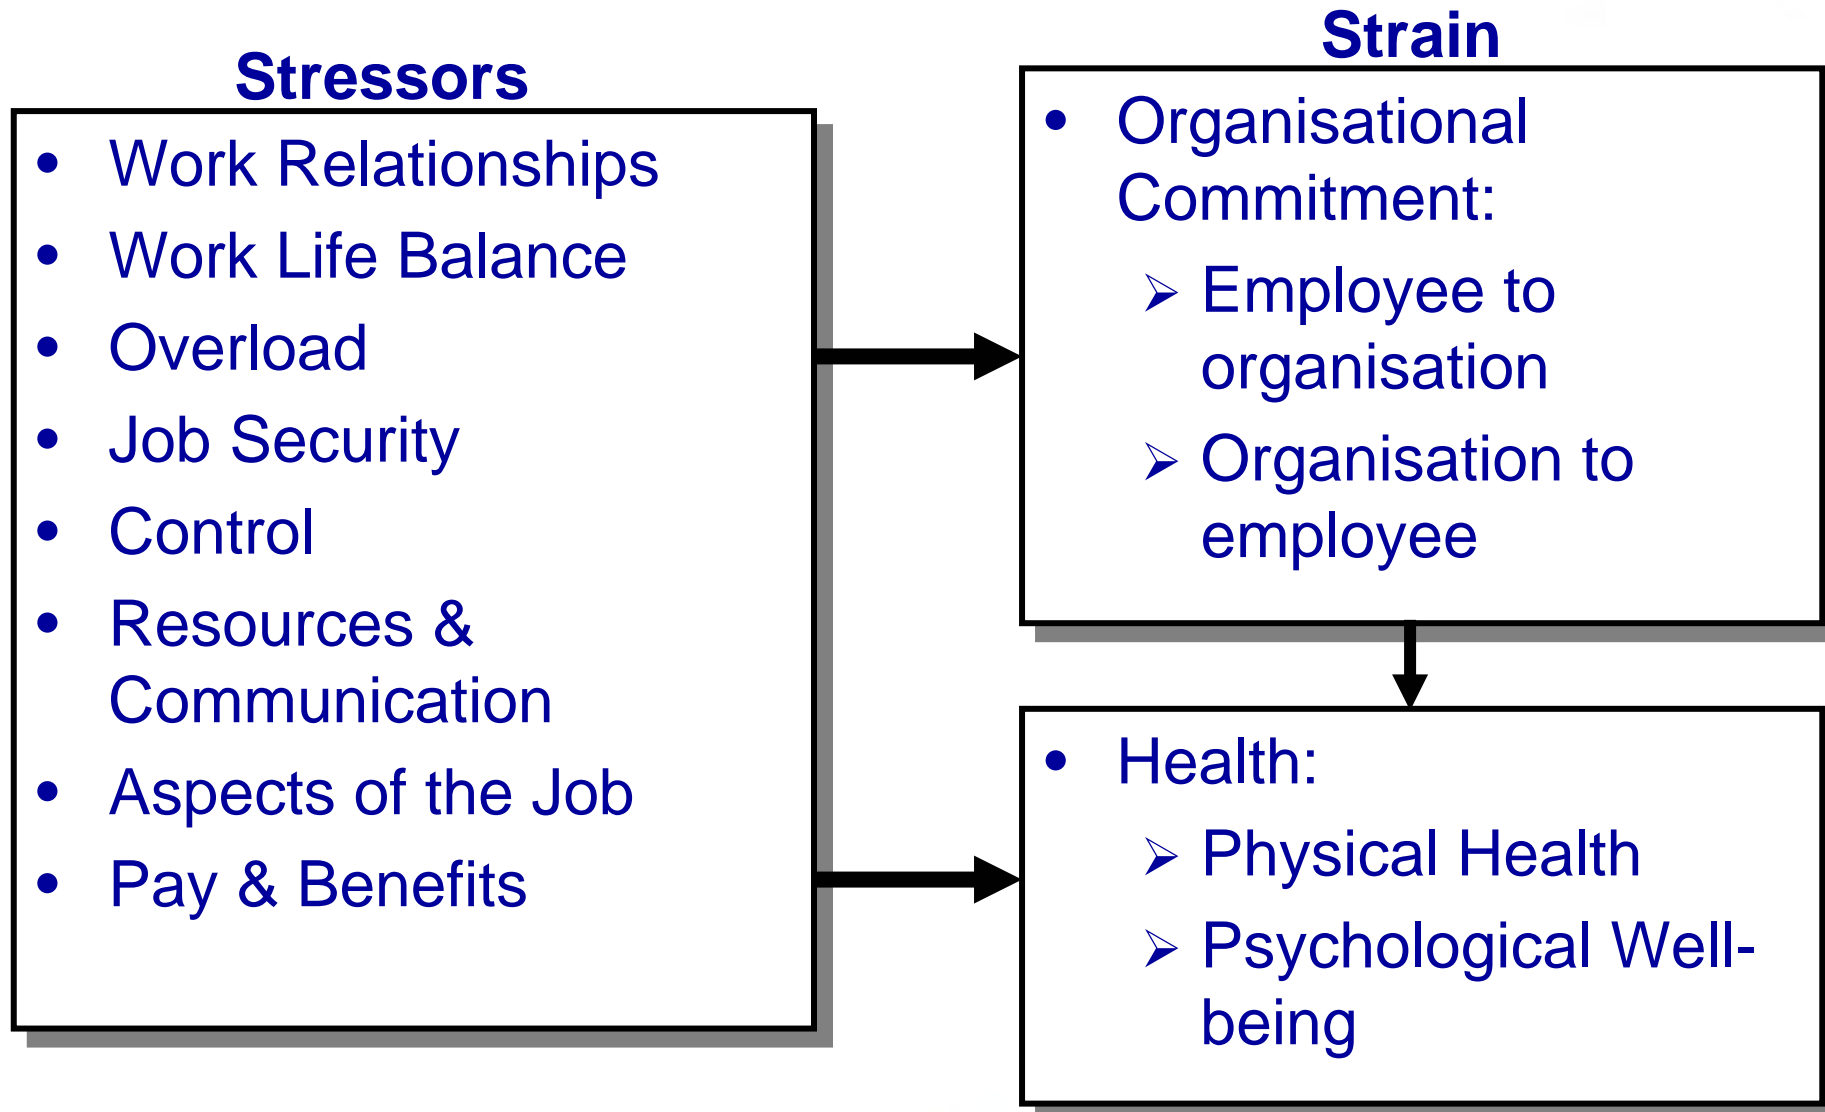 Stressors
• Work Relationships
• Work Life Balance
• Overload
• Job Security
• Control
• Resources &
Communication
• Aspects of the Job
• Pay & Benefits
Strain
• Organisational
Commitment:
➢ Employee to
organisation
➢ Organisation to
employee
• Health:
➢ Physical Health
➢ Psychological Well-
being